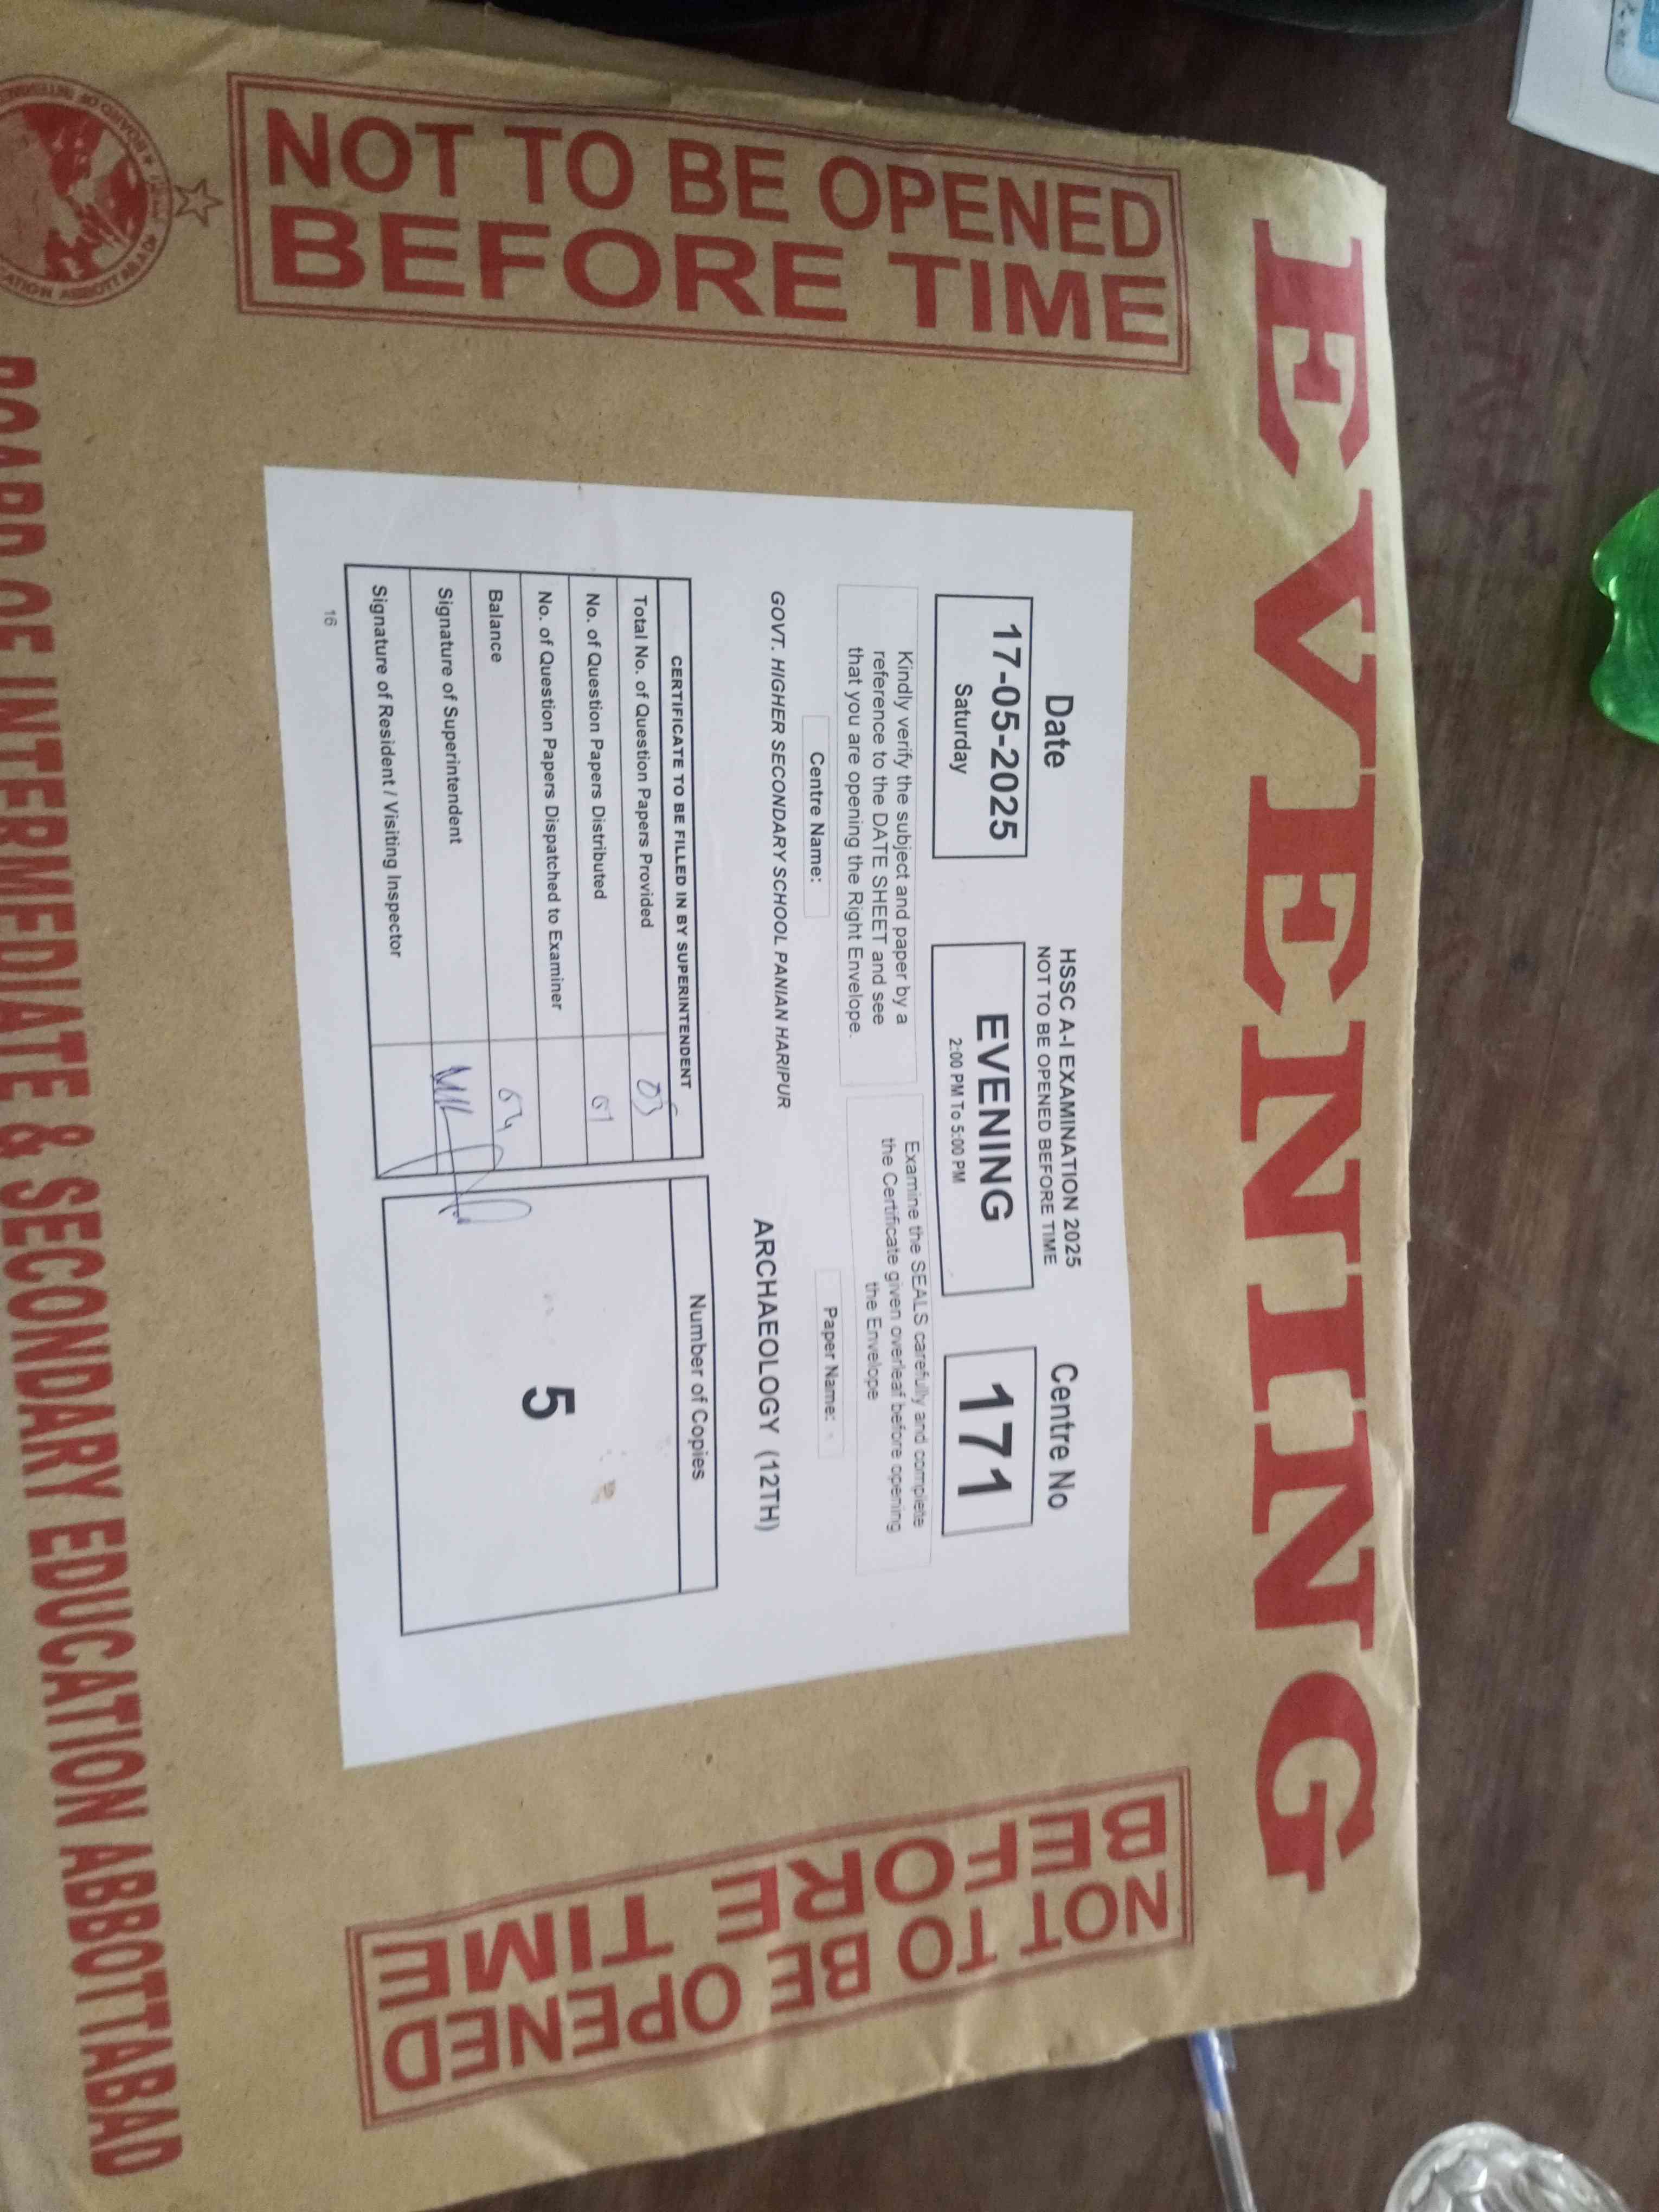 EVENING
NOT TO BE OPENED
BEFORE TIME
Date
17-05-2025
Saturday
HSSC A-I EXAMINATION 2025
NOT TO BE OPENED BEFORE TIME
EVENING
2:00 PM To 5:00 PM
Centre No
171
Kindly verify the subject and paper by a
reference to the DATE SHEET and see
that you are opening the Right Envelope.
Examine the SEALS carefully and complete
the Certificate given overleaf before opening
the Envelope
Centre Name:
Paper Name:
GOVT. HIGHER SECONDARY SCHOOL PANIAN HARIPUR
ARCHAEOLOGY (12TH)
CERTIFICATE TO BE FILLED IN BY SUPERINTENDENT
Total No. of Question Papers Provided
03
No. of Question Papers Distributed
01
No. of Question Papers Dispatched to Examiner
Balance
Signature of Superintendent
Signature of Resident / Visiting Inspector
Number of Copies
5
16
NOT TO BE OPENED
BEFORE TIME
BOARD OF INTERMEDIATE & SECONDARY EDUCATION ABBOTTABAD